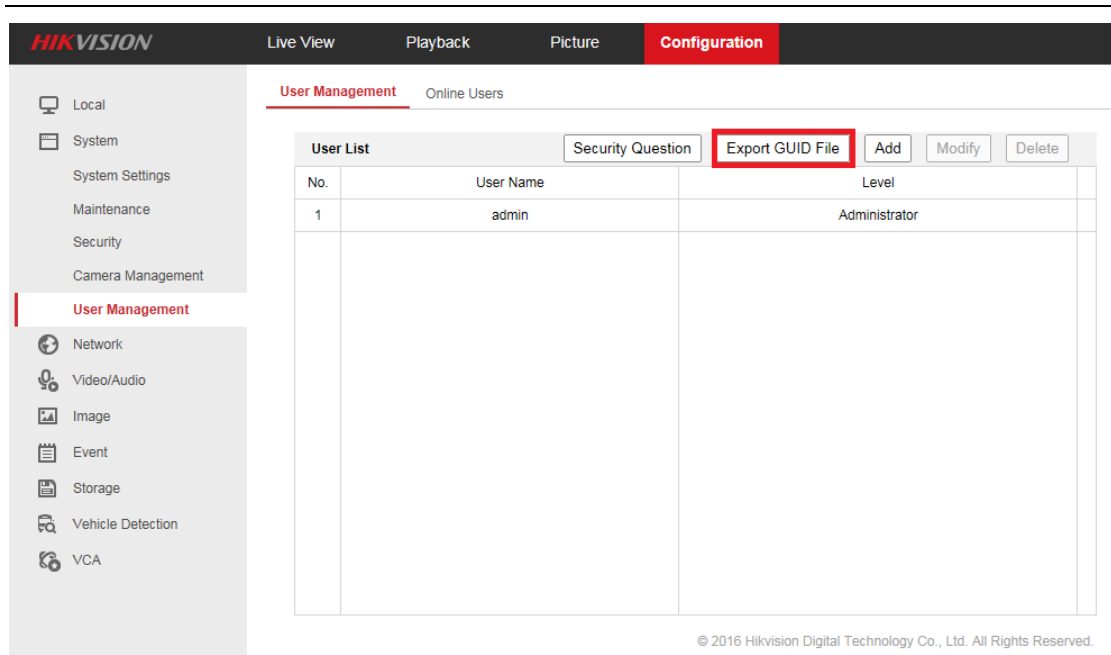 HIKVISION Live View Playback Picture Configuration
User Management Online Users
Local
System
System Settings
Maintenance
Security
Camera Management
User Management
Network
Video/Audio
Image
Event
Storage
Vehicle Detection
VCA
User List Security Question Export GUID File Add Modify Delete
No. User Name Level
1 admin Administrator
© 2016 Hikvision Digital Technology Co., Ltd. All Rights Reserved.